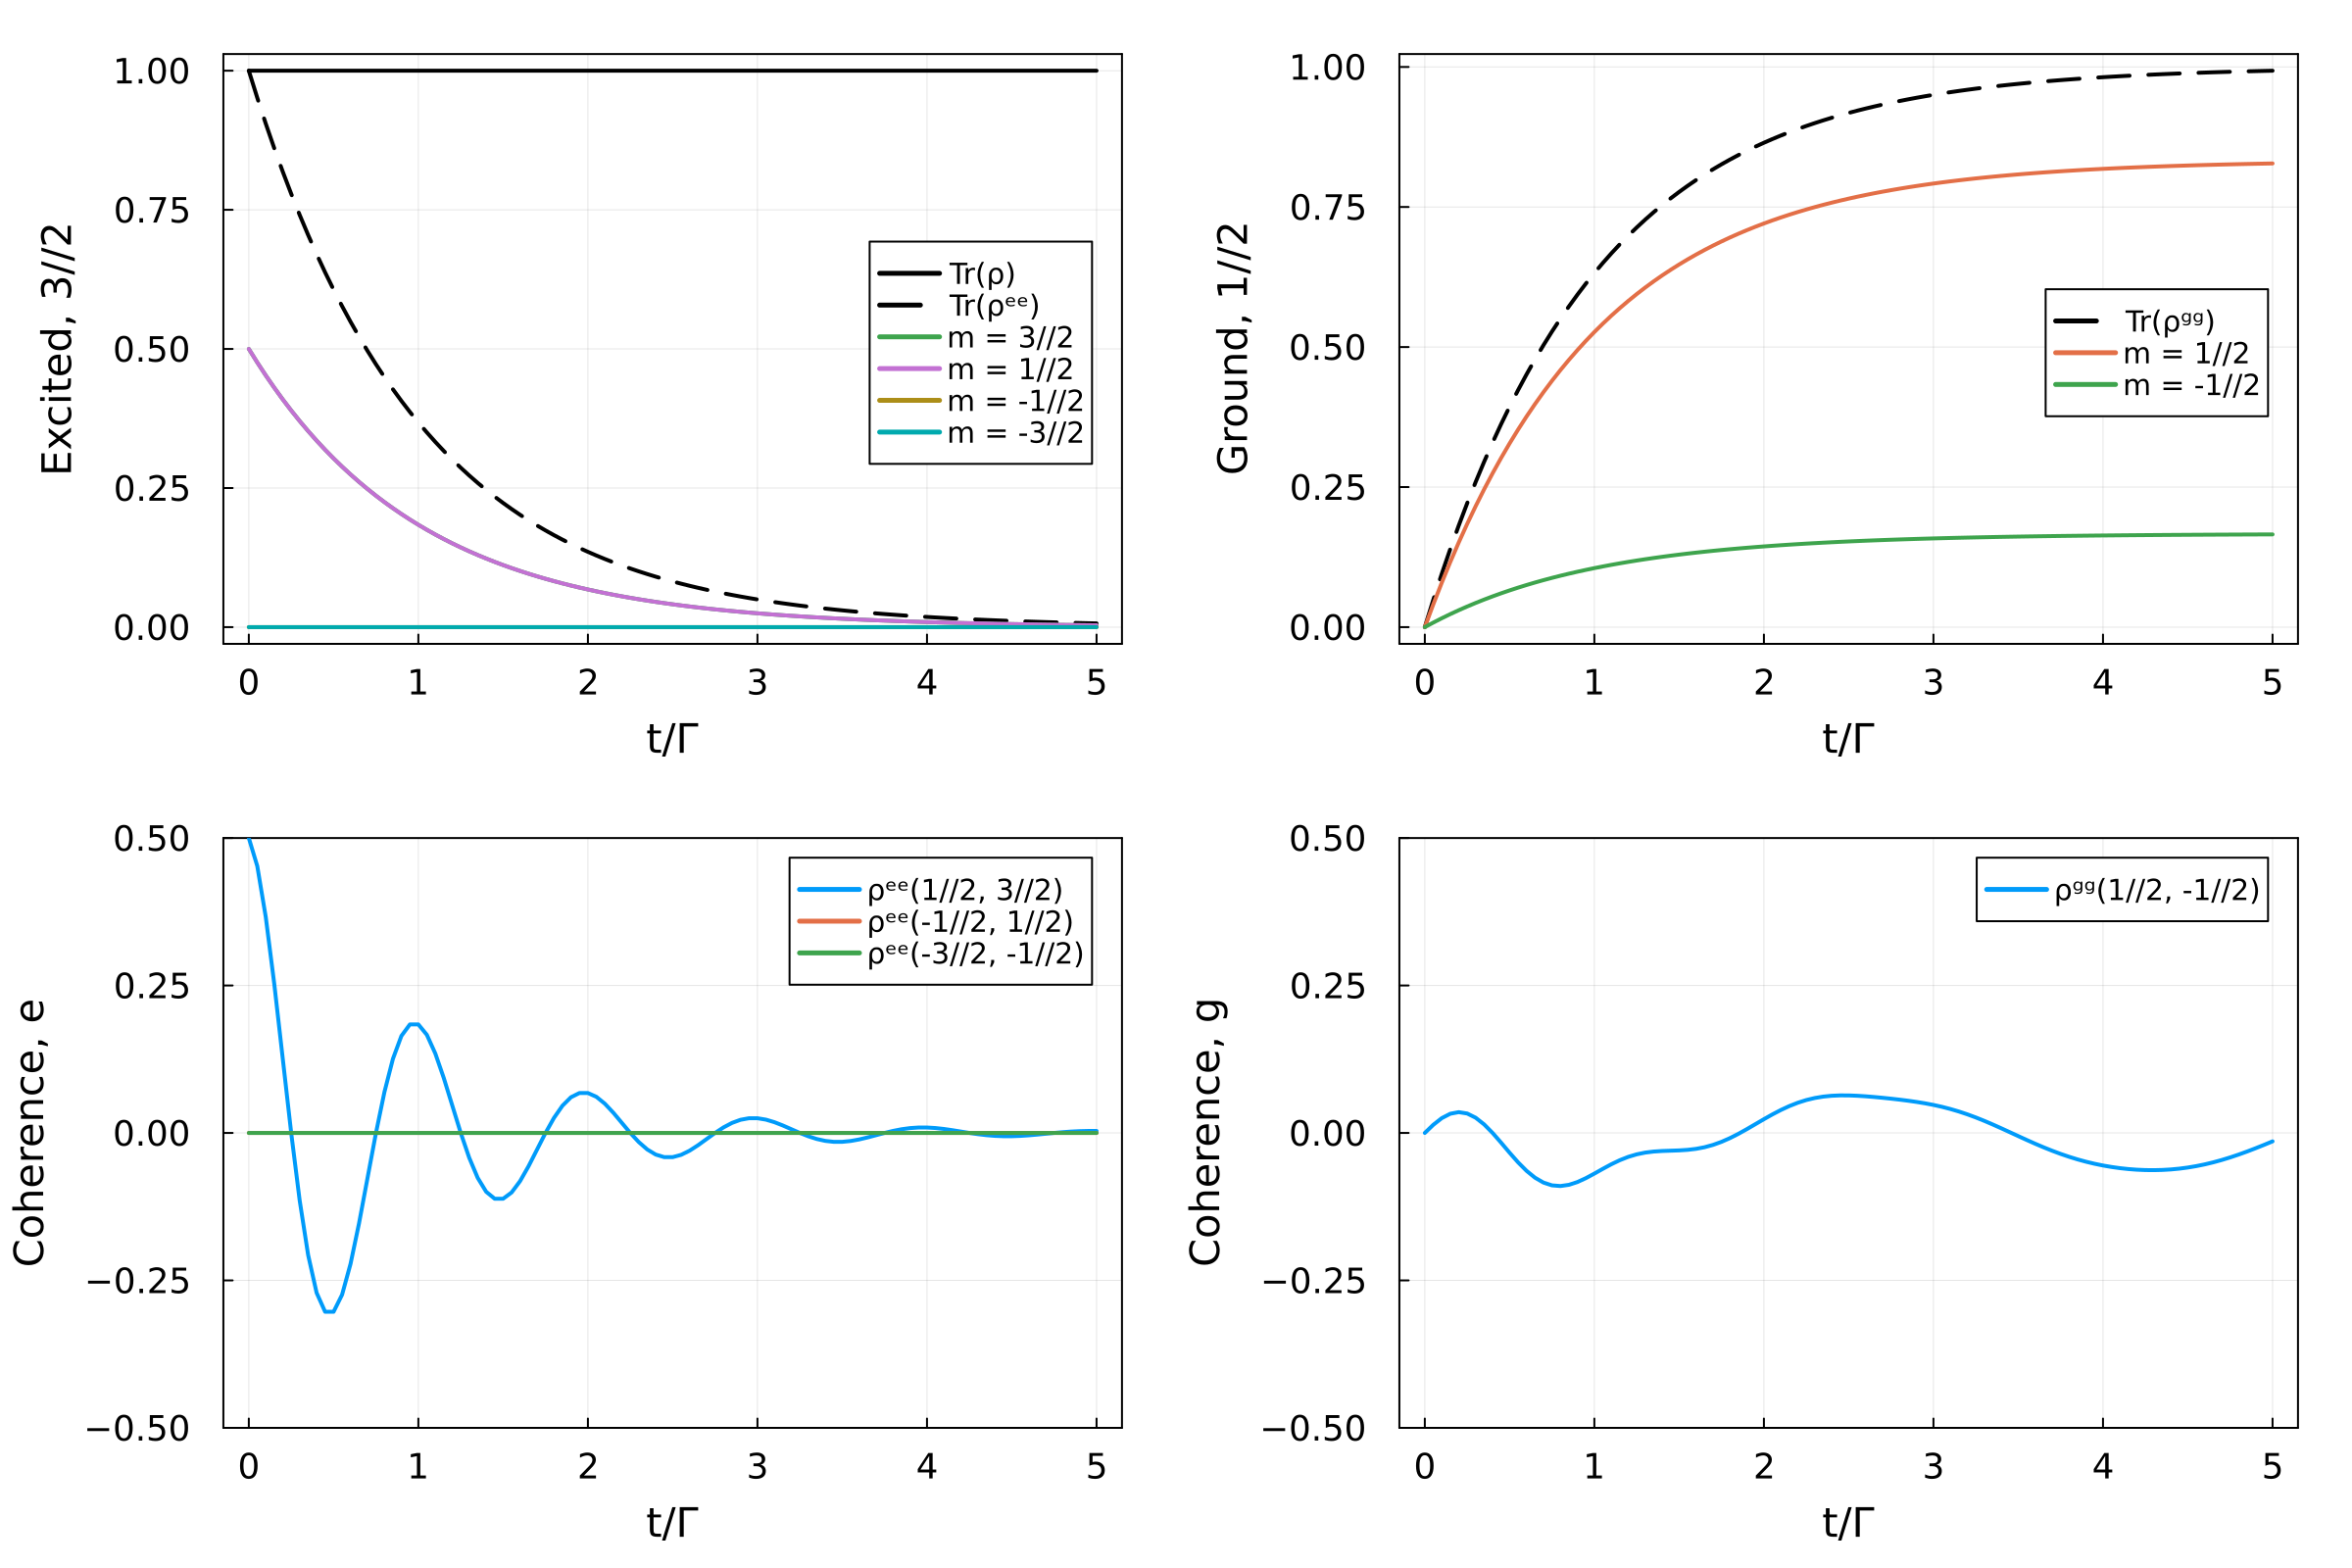 Excited, 3//2
1.00
0.75
0.50
0.25
0.00
Tr(ρ)
Tr(ρᵉᵉ)
m = 3//2
m = 1//2
m = -1//2
m = -3//2
0 1 2 3 4 5
t/Γ
Ground, 1//2
1.00
0.75
0.50
0.25
0.00
Tr(ρᵍᵍ)
m = 1//2
m = -1//2
0 1 2 3 4 5
t/Γ
Coherence, e
0.50
0.25
0.00
−0.25
−0.50
ρᵉᵉ(1//2, 3//2)
ρᵉᵉ(-1//2, 1//2)
ρᵉᵉ(-3//2, -1//2)
0 1 2 3 4 5
t/Γ
Coherence, g
0.50
0.25
0.00
−0.25
−0.50
ρᵍᵍ(1//2, -1//2)
0 1 2 3 4 5
t/Γ